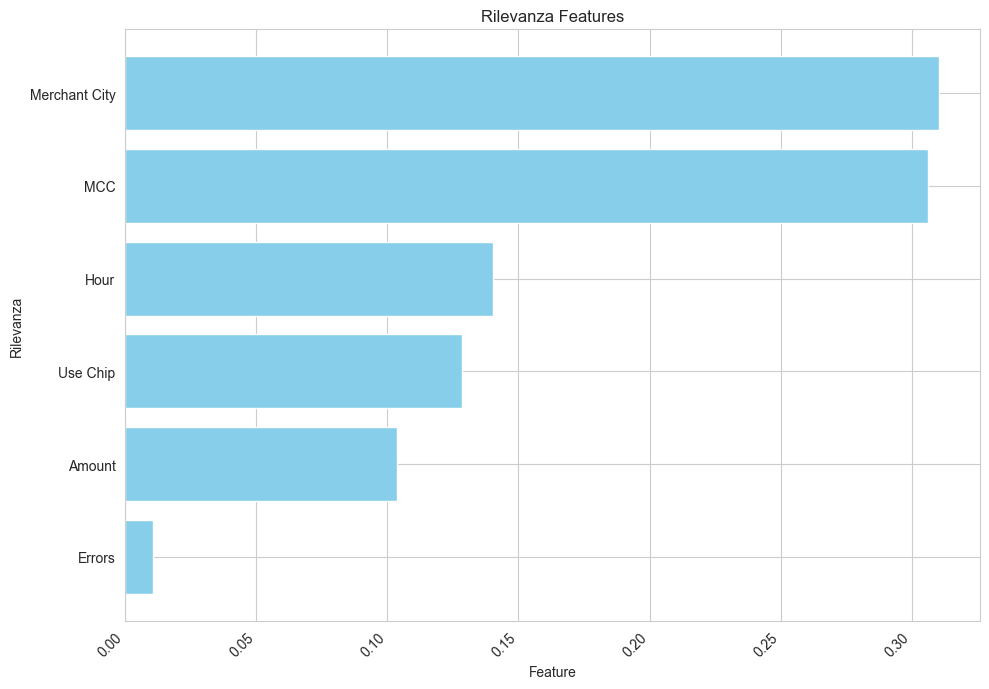 Rilevanza Features
Merchant City
MCC
Hour
Use Chip
Amount
Errors
Rilevanza
0.00
0.05
0.10
0.15
0.20
0.25
0.30
Feature